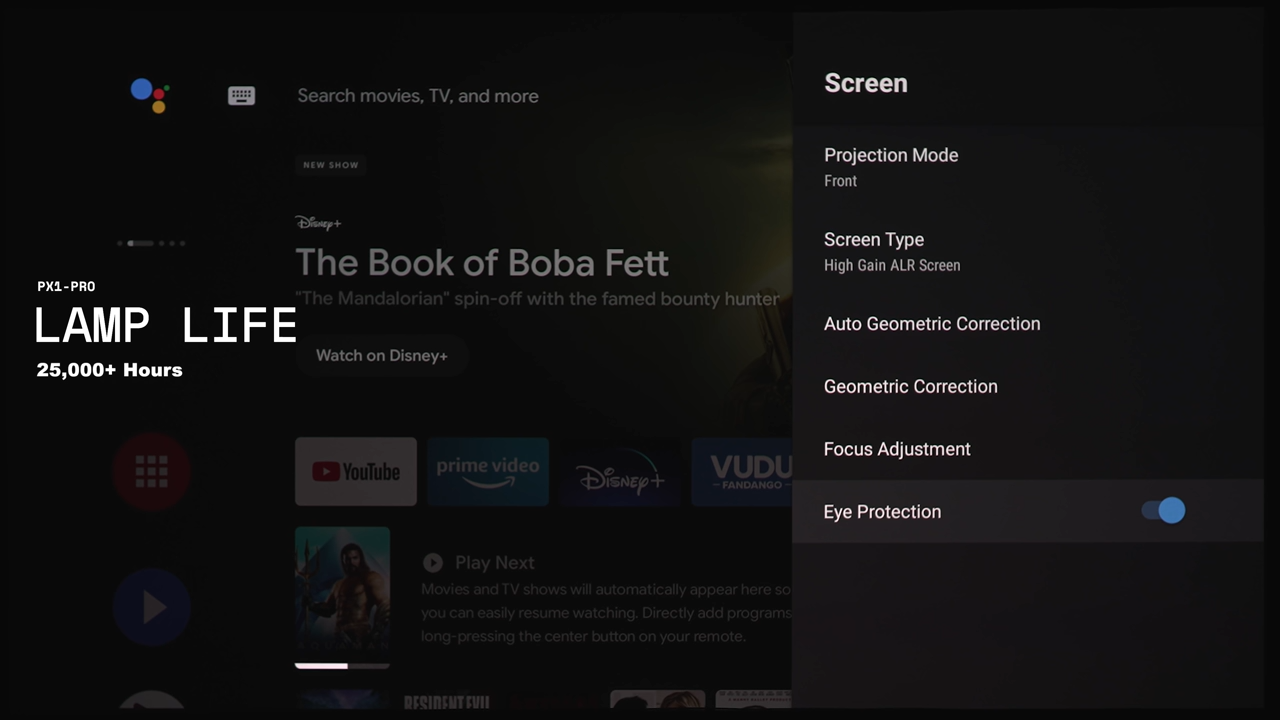 Search movies, TV, and more
NEW SHOW
Disney+
The Book of Boba Fett
"The Mandalorian" spin-off with the famed bounty hunter
Watch on Disney+
PX1-PRO
LAMP LIFE
25,000+ Hours
YouTube
prime video
Disney+
VUDU
FANDANGO
Play Next
Movies and TV shows will automatically appear here so
you can easily resume watching. Directly add programs
long-pressing the center button on your remote.
RESIDENT EVIL
Screen
Projection Mode
Front
Screen Type
High Gain ALR Screen
Auto Geometric Correction
Geometric Correction
Focus Adjustment
Eye Protection